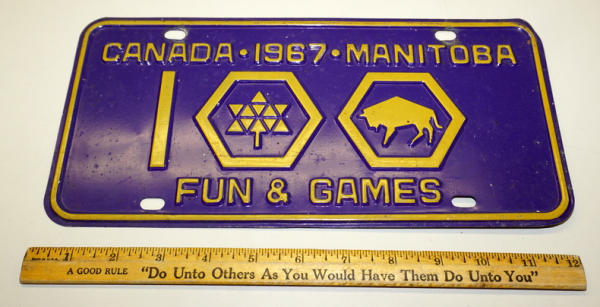 CANADA • 1967 • MANITOBA
100
FUN & GAMES
1 2 3 4 5 6 7 8 9 10 11 12
A GOOD RULE "Do Unto Others As You Would Have Them Do Unto You"